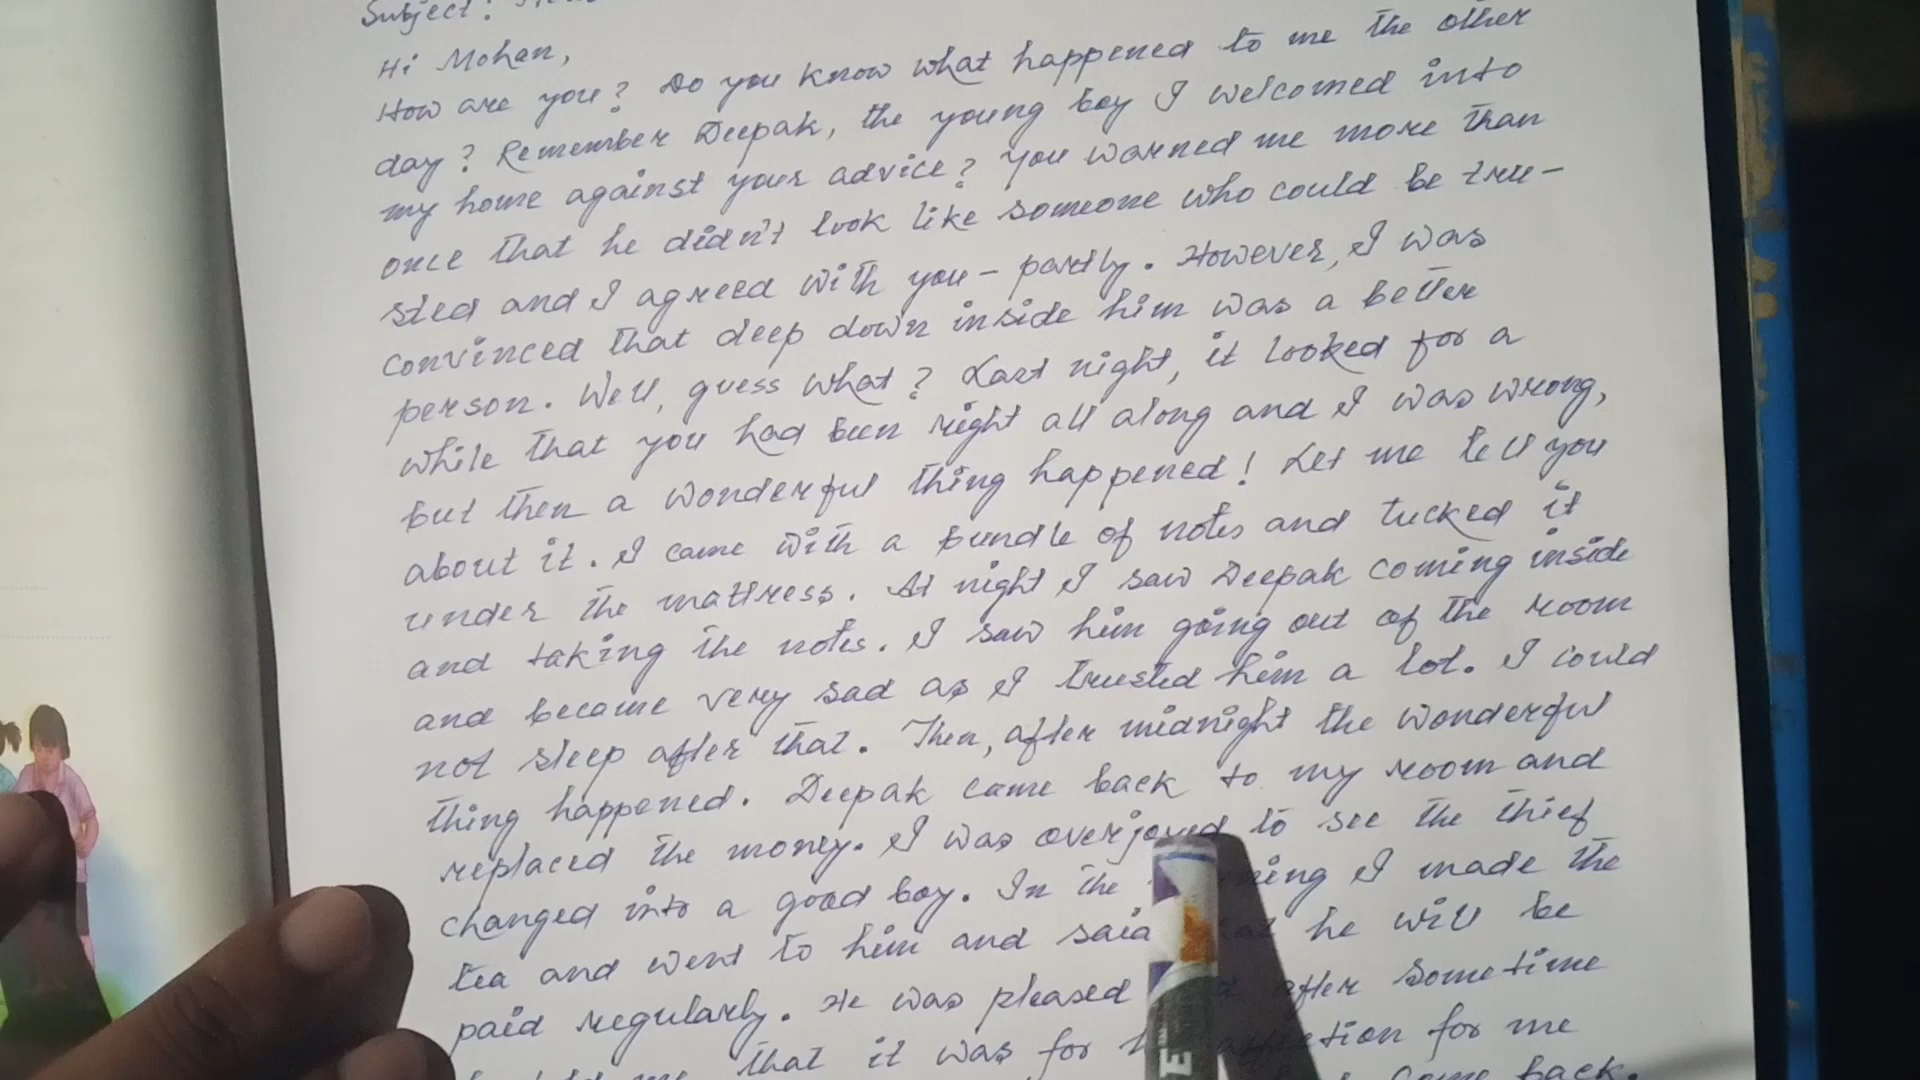 Subject:
Hi Mohan,
How are you? Do you know what happened to me the other
day? Remember Deepak, the young boy I welcomed into
my home against your advice? You warned me more than
once that he didn't look like someone who could be tru-
sted and I agreed with you - partly. However, I was
convinced that deep down inside him was a better
person. Well, guess what? Last night, it looked for a
while that you had been right all along and I was wrong,
but then a wonderful thing happened! Let me tell you
about it. I came with a bundle of notes and tucked it
under the mattress. At night I saw Deepak coming inside
and taking the notes. I saw him going out of the room
and became very sad as I trusted him a lot. I could
not sleep after that. Then, after midnight the wonderful
thing happened. Deepak came back to my room and
replaced the money. I was overjoyed to see the thief
changed into a good boy. In the I made the
tea and went to him and said he will be
paid regularly. He was pleased after sometime
me that it was for for me
came back.